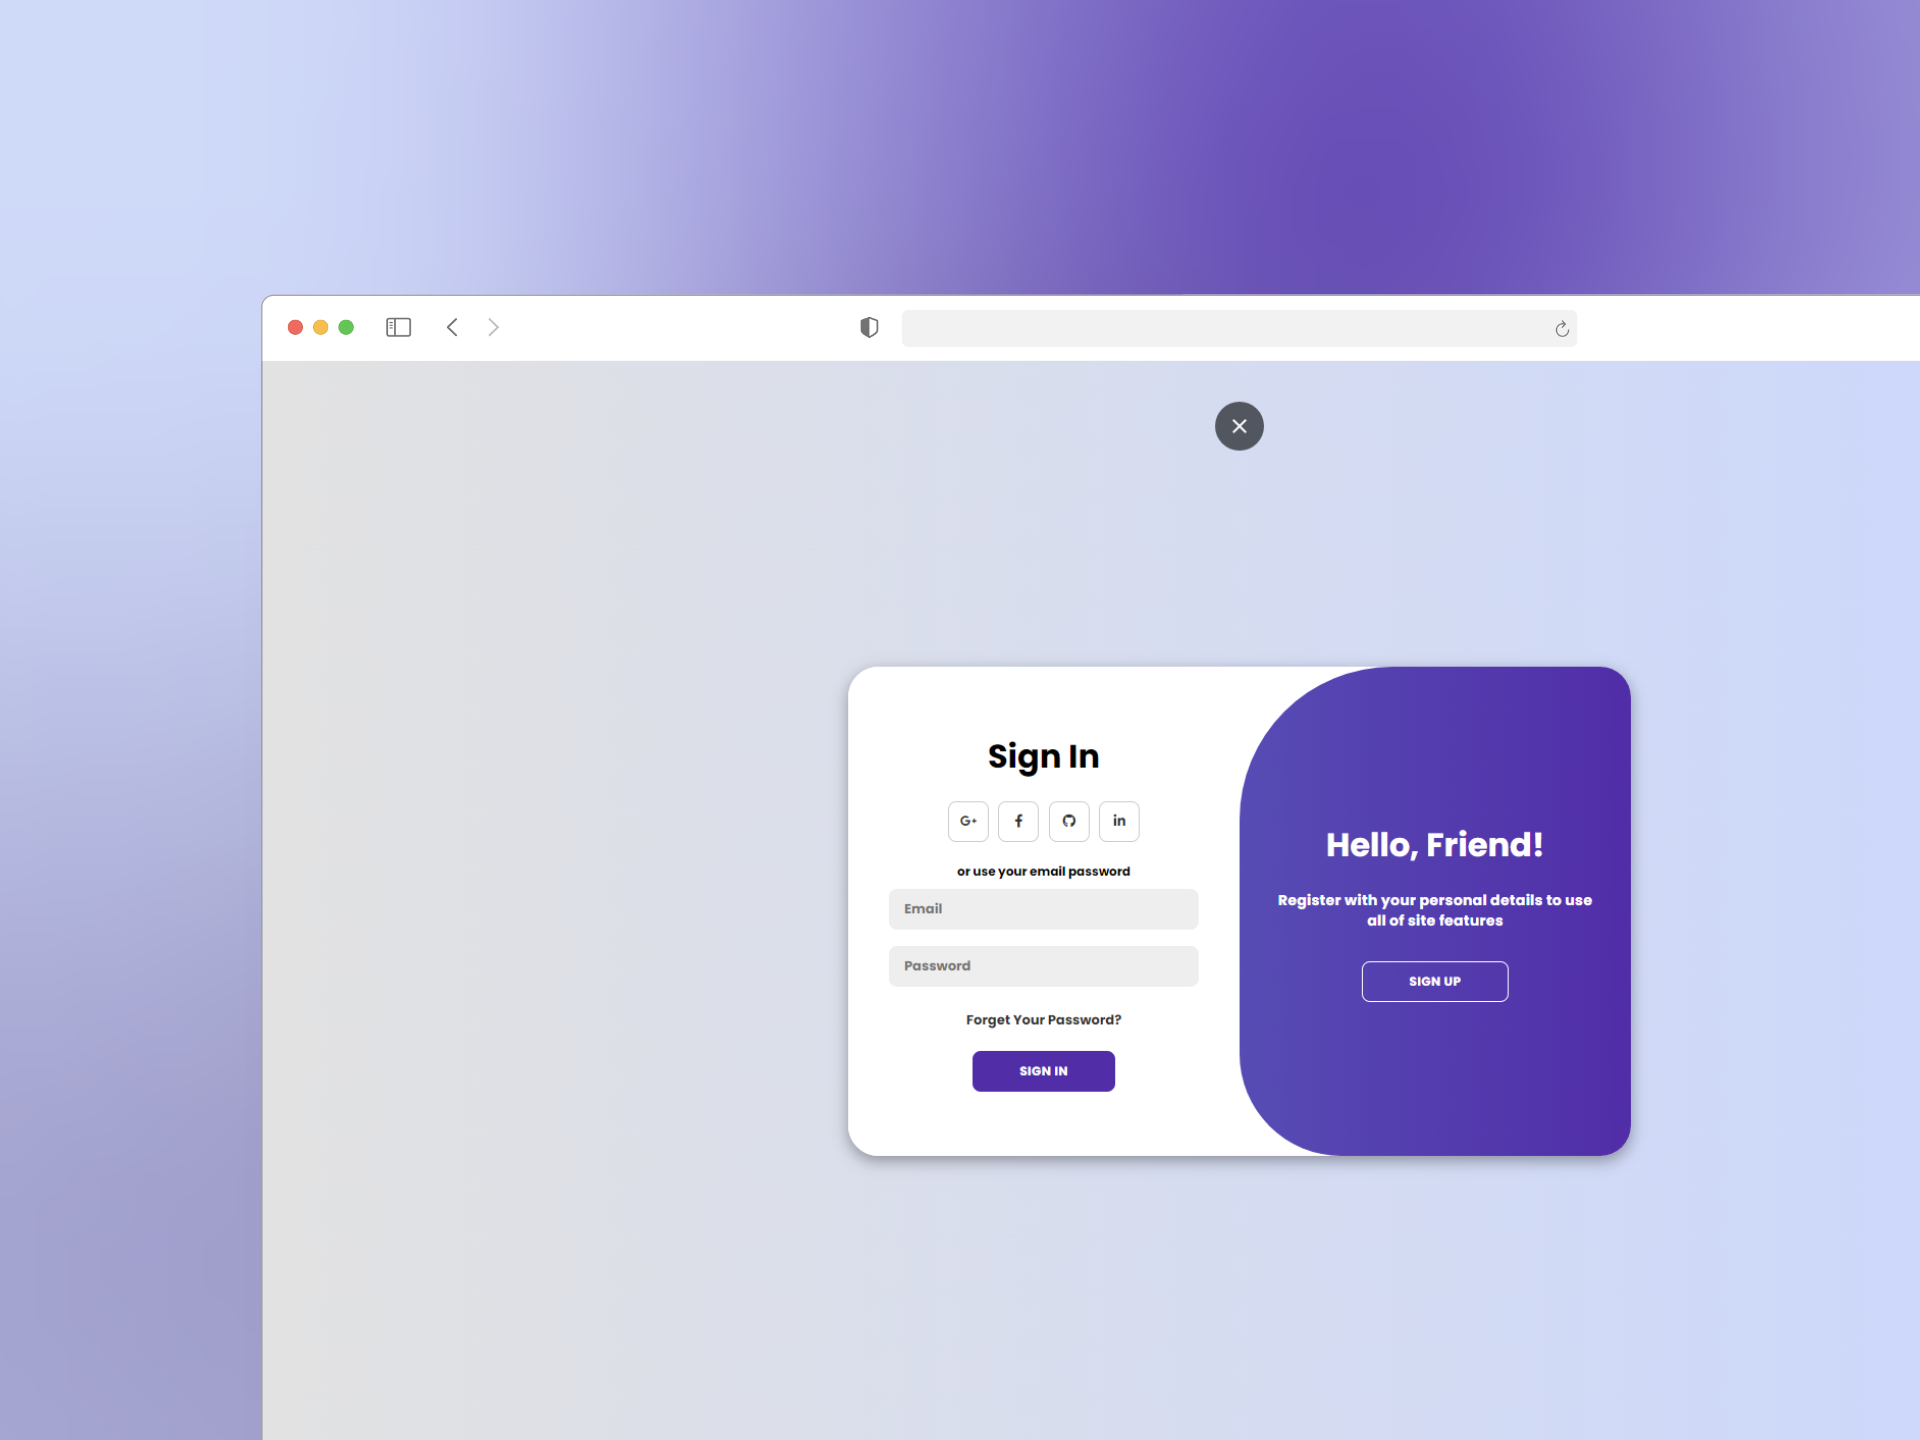 Sign In
G+ f in
or use your email password
Email
Password
Forget Your Password?
SIGN IN
Hello, Friend!
Register with your personal details to use
all of site features
SIGN UP